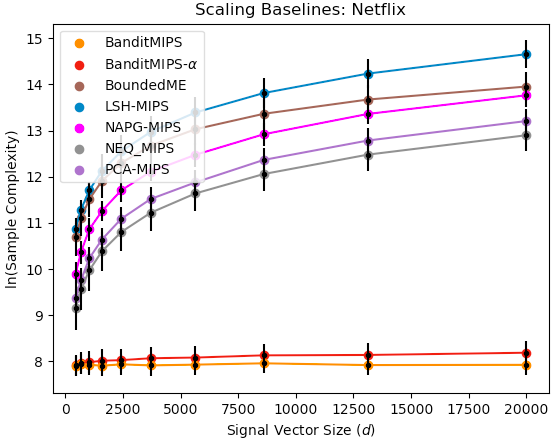 Scaling Baselines: Netflix
ln(Sample Complexity)
15
14
13
12
11
10
9
8
BanditMIPS
BanditMIPS-α
BoundedME
LSH-MIPS
NAPG-MIPS
NEQ_MIPS
PCA-MIPS
0 2500 5000 7500 10000 12500 15000 17500 20000
Signal Vector Size (d)